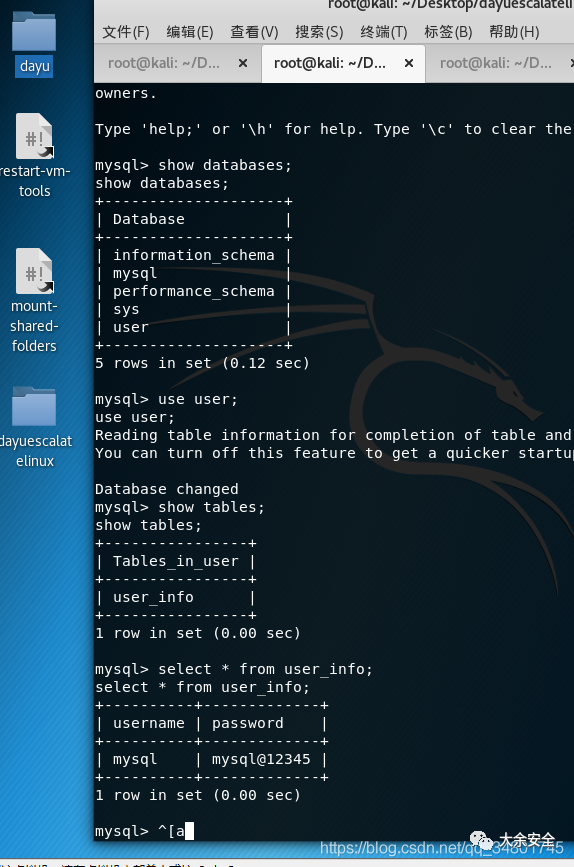 root@kali: ~/Desktop/dayuescalateli
文件(F) 编辑(E) 查看(V) 搜索(S) 终端(T) 标签(B) 帮助(H)
root@kali: ~/D... × root@kali: ~/D... × root@kali: ~/D... ×
dayu
restart-vm-
tools
mount-
shared-
folders
dayuescalat
elinux
owners.
Type 'help;' or '\h' for help. Type '\c' to clear the
mysql> show databases;
show databases;
+--------------------+
| Database           |
+--------------------+
| information_schema |
| mysql              |
| performance_schema |
| sys                |
| user               |
+--------------------+
5 rows in set (0.12 sec)
mysql> use user;
use user;
Reading table information for completion of table and
You can turn off this feature to get a quicker startup
Database changed
mysql> show tables;
show tables;
+----------------+
| Tables_in_user |
+----------------+
| user_info      |
+----------------+
1 row in set (0.00 sec)
mysql> select * from user_info;
select * from user_info;
+----------+-------------+
| username | password    |
+----------+-------------+
| mysql    | mysql@12345 |
+----------+-------------+
1 row in set (0.00 sec)
mysql> ^[a
大余安全
https://blog.csdn.net/qq_34801745